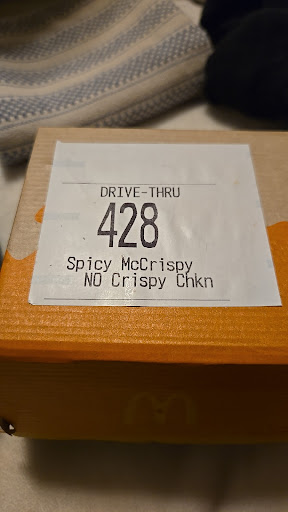 DRIVE-THRU
428
Spicy McCrispy
NO Crispy Chkn